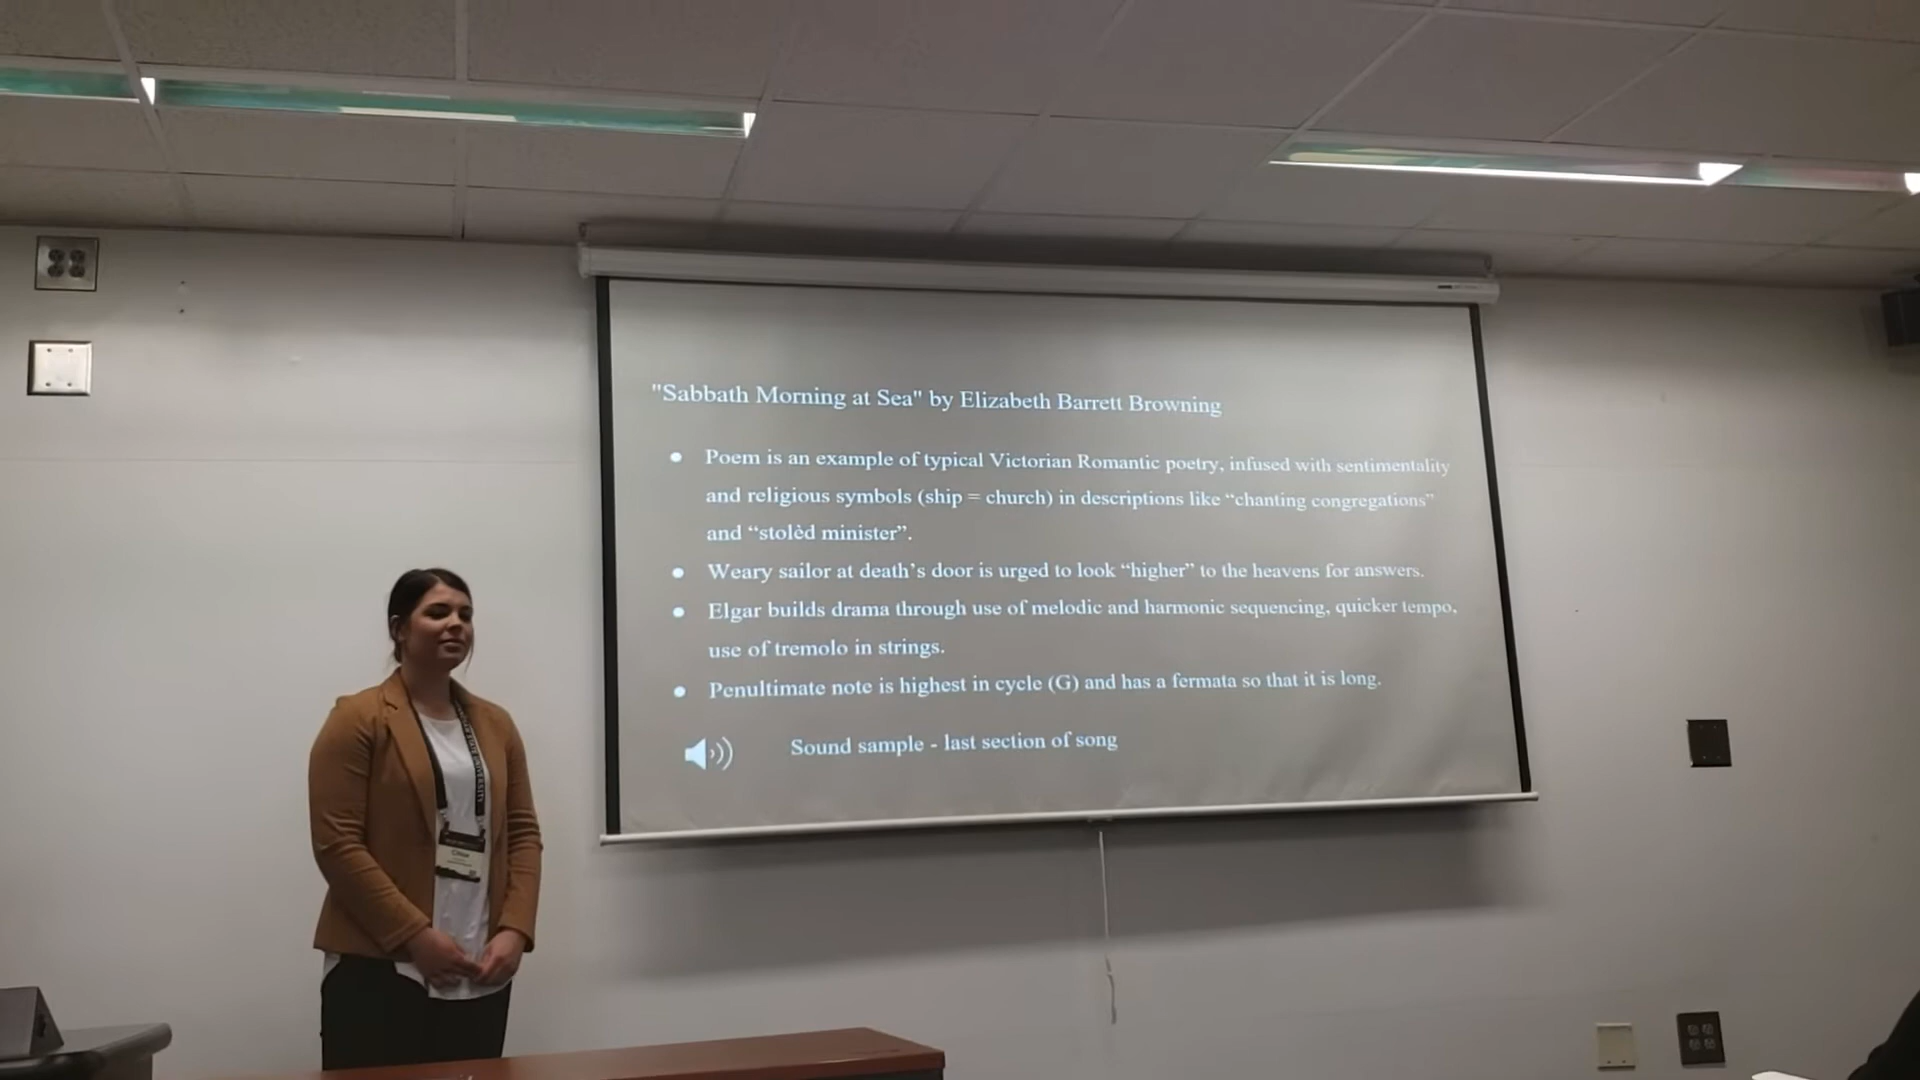 "Sabbath Morning at Sea" by Elizabeth Barrett Browning
● Poem is an example of typical Victorian Romantic poetry, infused with sentimentality
and religious symbols (ship = church) in descriptions like “chanting congregations”
and “stolèd minister”.
● Weary sailor at death’s door is urged to look “higher” to the heavens for answers.
● Elgar builds drama through use of melodic and harmonic sequencing, quicker tempo,
use of tremolo in strings.
● Penultimate note is highest in cycle (G) and has a fermata so that it is long.
Sound sample - last section of song